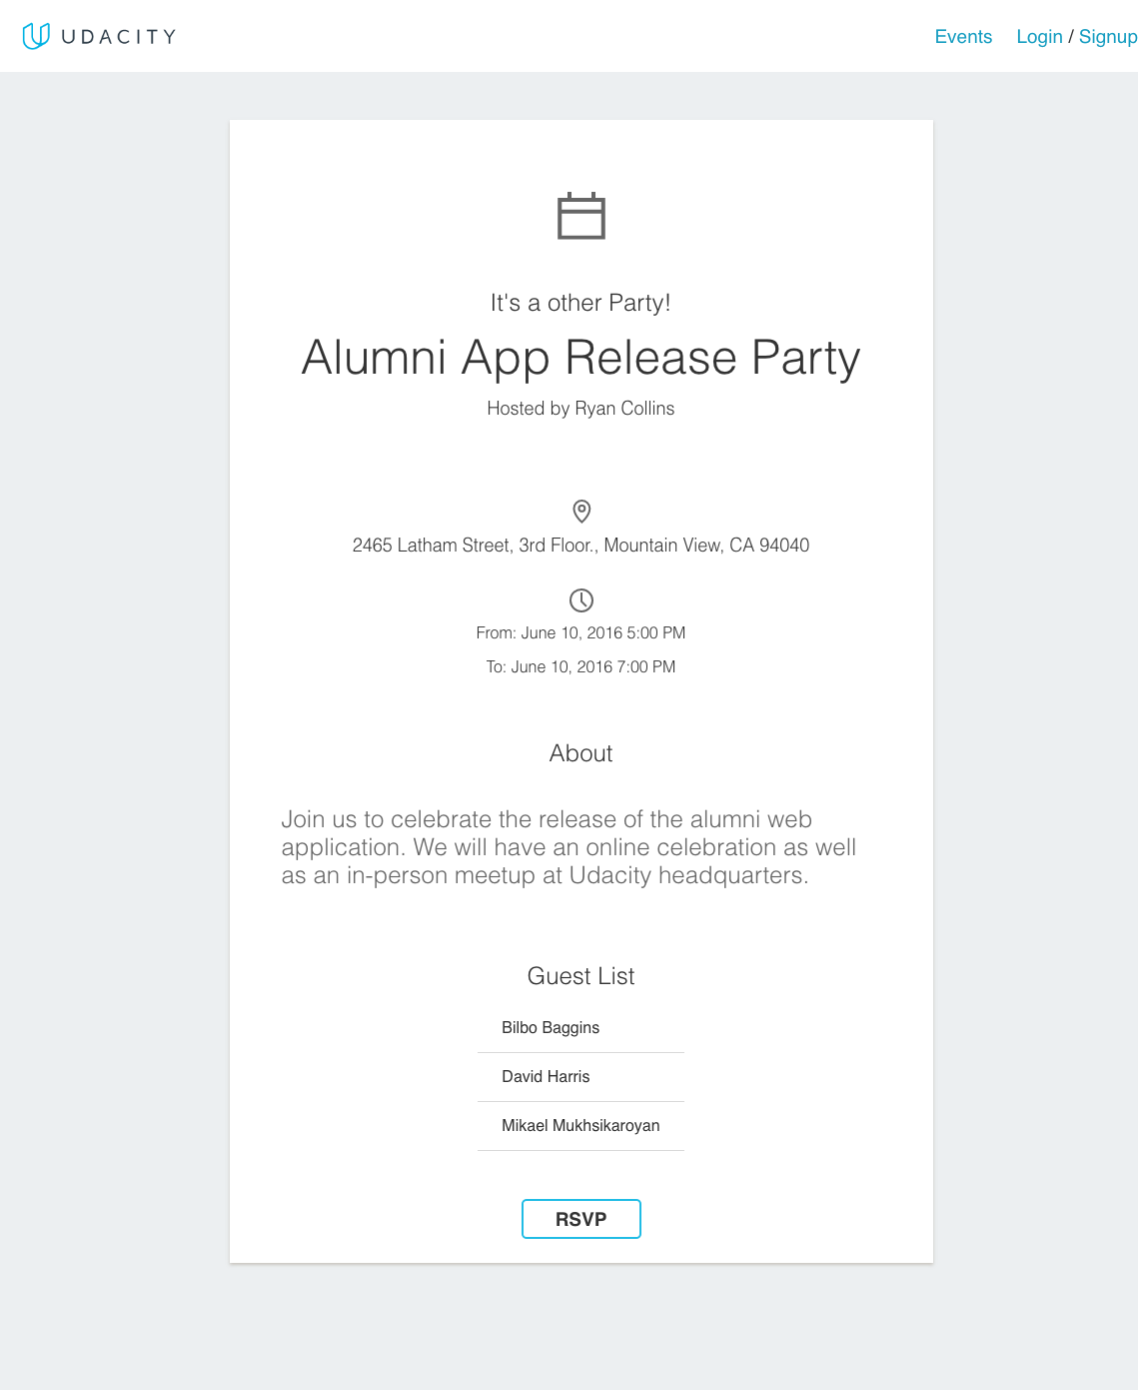 UDACITY
Events Login / Signup
It's a other Party!
Alumni App Release Party
Hosted by Ryan Collins
2465 Latham Street, 3rd Floor., Mountain View, CA 94040
From: June 10, 2016 5:00 PM
To: June 10, 2016 7:00 PM
About
Join us to celebrate the release of the alumni web
application. We will have an online celebration as well
as an in-person meetup at Udacity headquarters.
Guest List
Bilbo Baggins
David Harris
Mikael Mukhsikaroyan
RSVP